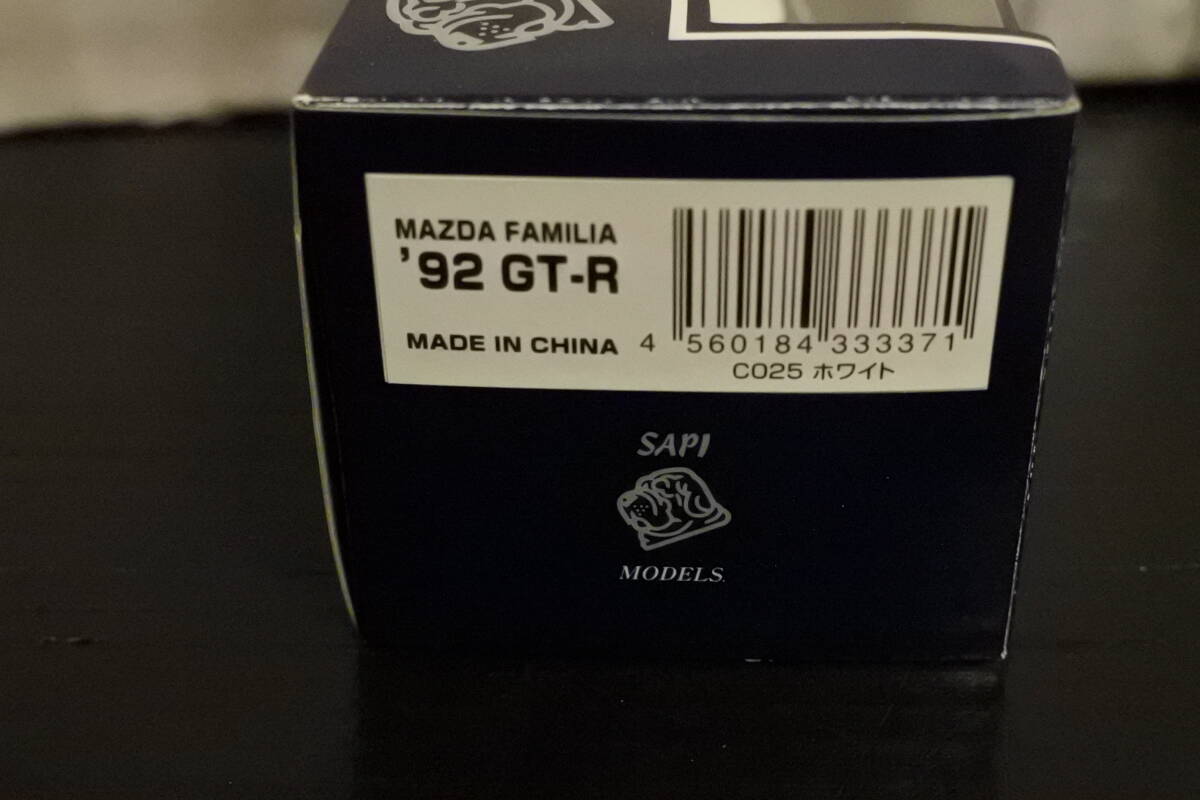 MAZDA FAMILIA
'92 GT-R
MADE IN CHINA
4 560184 333371
C025 ホワイト
SAPI
MODELS.